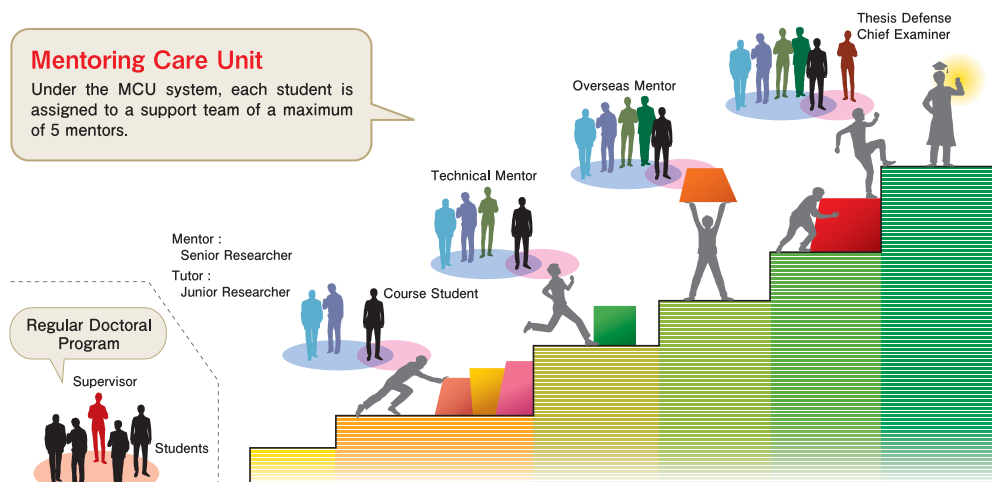 Mentoring Care Unit
Under the MCU system, each student is
assigned to a support team of a maximum
of 5 mentors.
Thesis Defense
Chief Examiner
Overseas Mentor
Technical Mentor
Mentor :
Senior Researcher
Tutor :
Junior Researcher
Course Student
Regular Doctoral
Program
Supervisor
Students